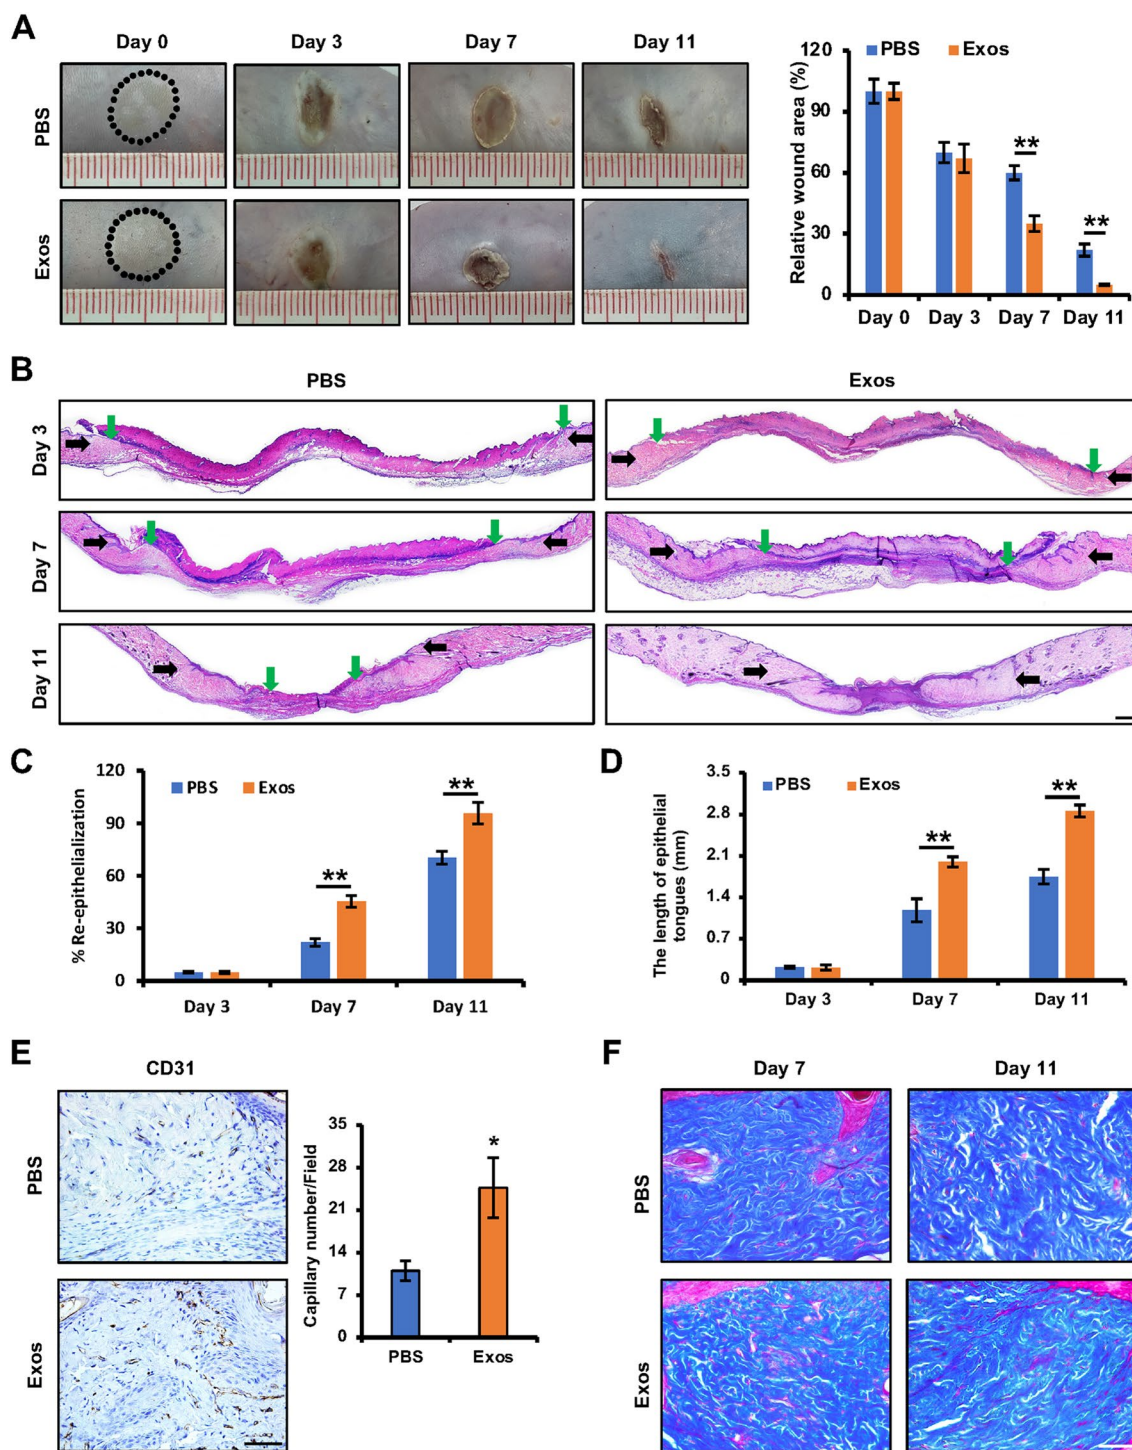 A
Day 0
Day 3
Day 7
Day 11
PBS
Exos
Relative wound area (%)
120
90
60
30
0
PBS
Exos
**
**
Day 0
Day 3
Day 7
Day 11
B
PBS
Exos
Day 3
Day 7
Day 11
C
% Re-epithelialization
120
90
60
30
0
PBS
Exos
**
**
Day 3
Day 7
Day 11
D
The length of epithelial
tongues (mm)
3.5
2.8
2.1
1.4
0.7
0
PBS
Exos
**
**
Day 3
Day 7
Day 11
E
CD31
PBS
Exos
Capillary number/Field
35
28
21
14
7
0
*
PBS
Exos
F
Day 7
Day 11
PBS
Exos